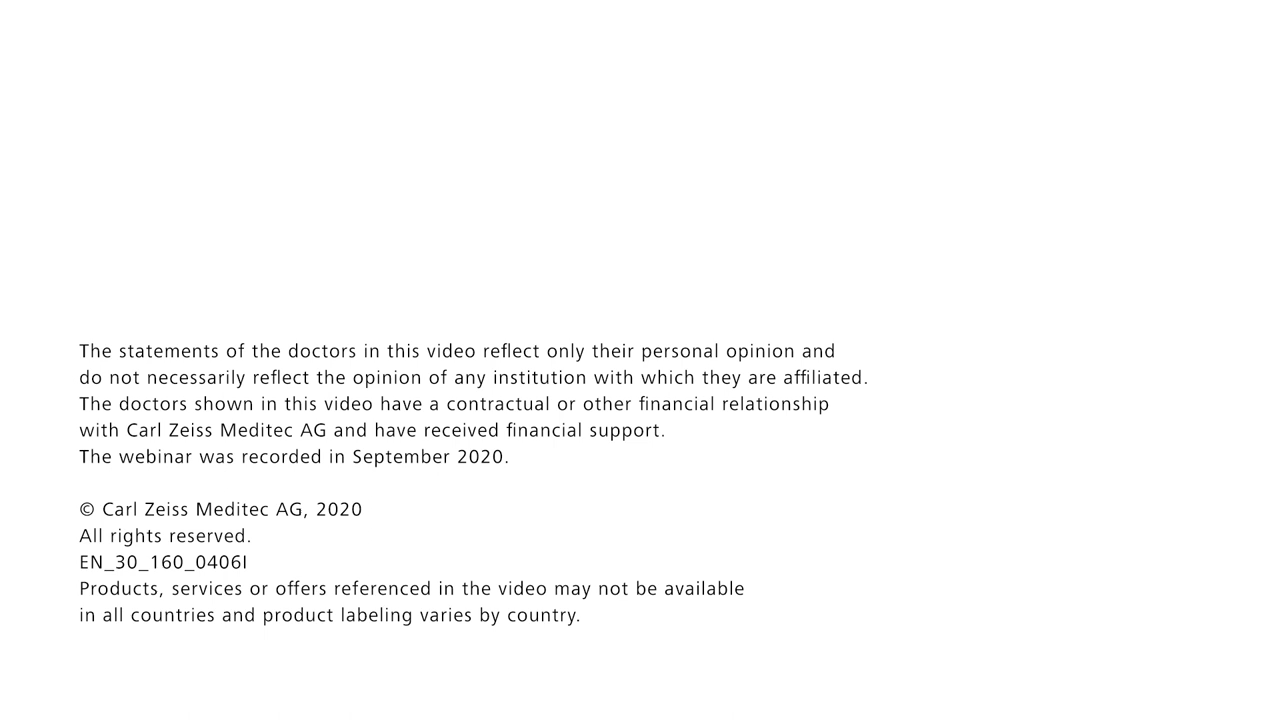 The statements of the doctors in this video reflect only their personal opinion and
do not necessarily reflect the opinion of any institution with which they are affiliated.
The doctors shown in this video have a contractual or other financial relationship
with Carl Zeiss Meditec AG and have received financial support.
The webinar was recorded in September 2020.
© Carl Zeiss Meditec AG, 2020
All rights reserved.
EN_30_160_0406I
Products, services or offers referenced in the video may not be available
in all countries and product labeling varies by country.